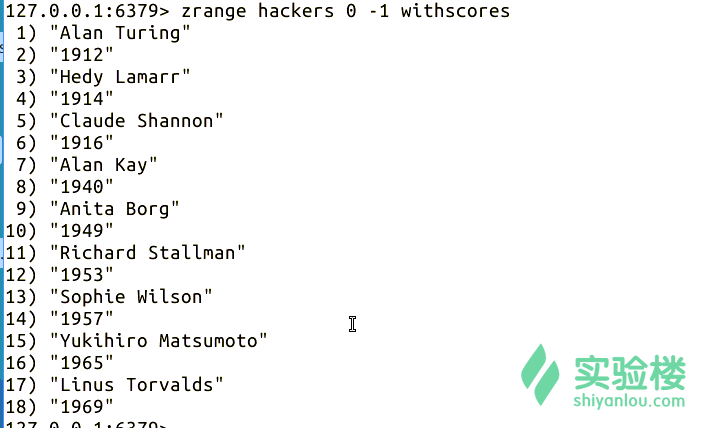 127.0.0.1:6379> zrange hackers 0 -1 withscores
1) "Alan Turing"
2) "1912"
3) "Hedy Lamarr"
4) "1914"
5) "Claude Shannon"
6) "1916"
7) "Alan Kay"
8) "1940"
9) "Anita Borg"
10) "1949"
11) "Richard Stallman"
12) "1953"
13) "Sophie Wilson"
14) "1957"
15) "Yukihiro Matsumoto"
16) "1965"
17) "Linus Torvalds"
18) "1969"
127.0.0.1:6379>
实验楼
shiyanlou.com